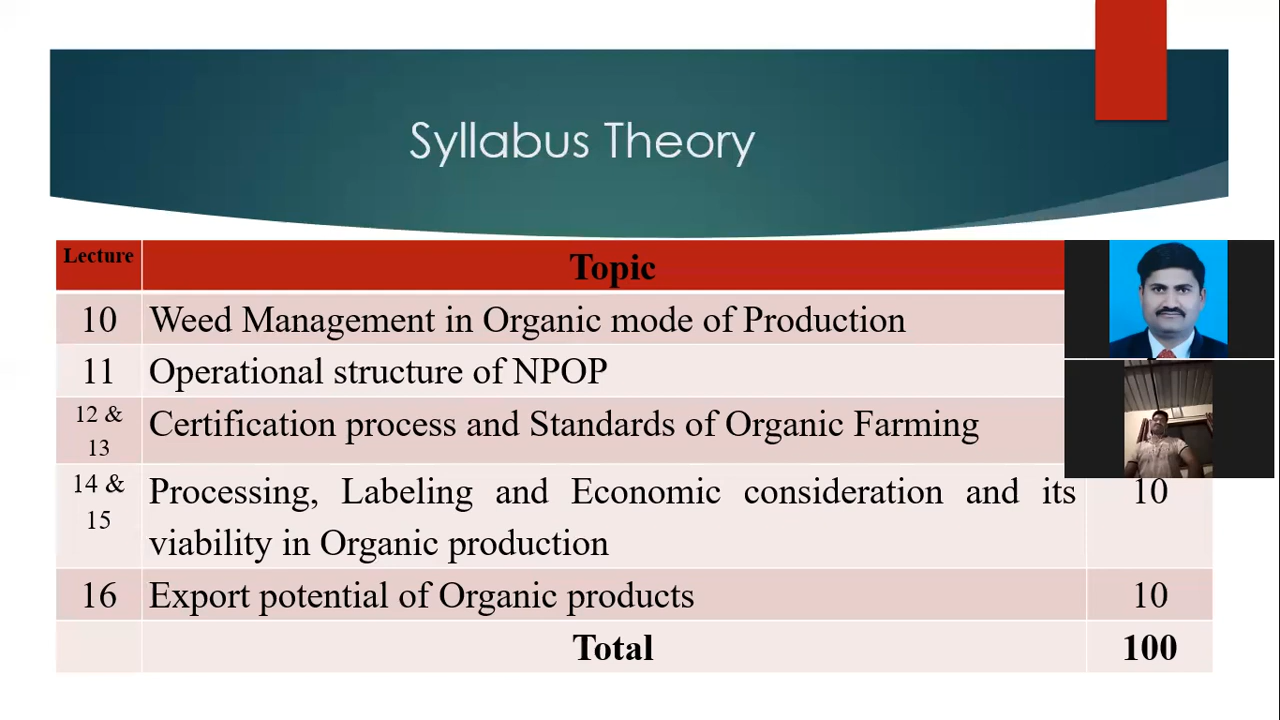 Syllabus Theory
Lecture Topic
10 Weed Management in Organic mode of Production
11 Operational structure of NPOP
12 &
13 Certification process and Standards of Organic Farming
14 &
15 Processing, Labeling and Economic consideration and its 10
viability in Organic production
16 Export potential of Organic products 10
Total 100